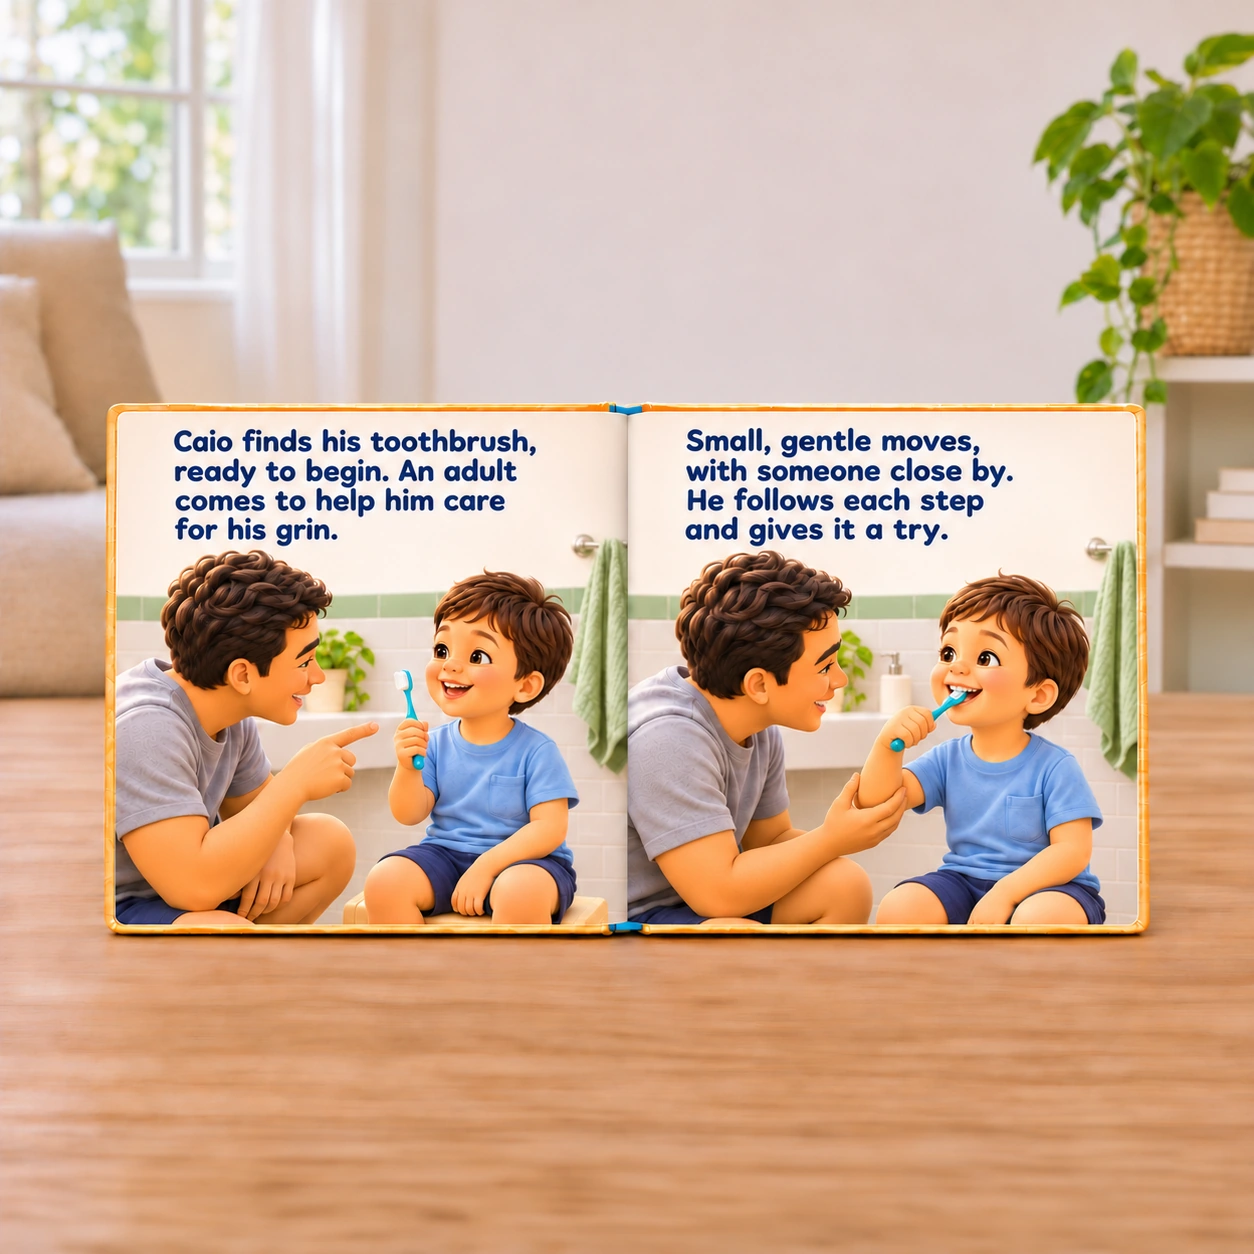 Caio finds his toothbrush,
ready to begin. An adult
comes to help him care
for his grin.
Small, gentle moves,
with someone close by.
He follows each step
and gives it a try.